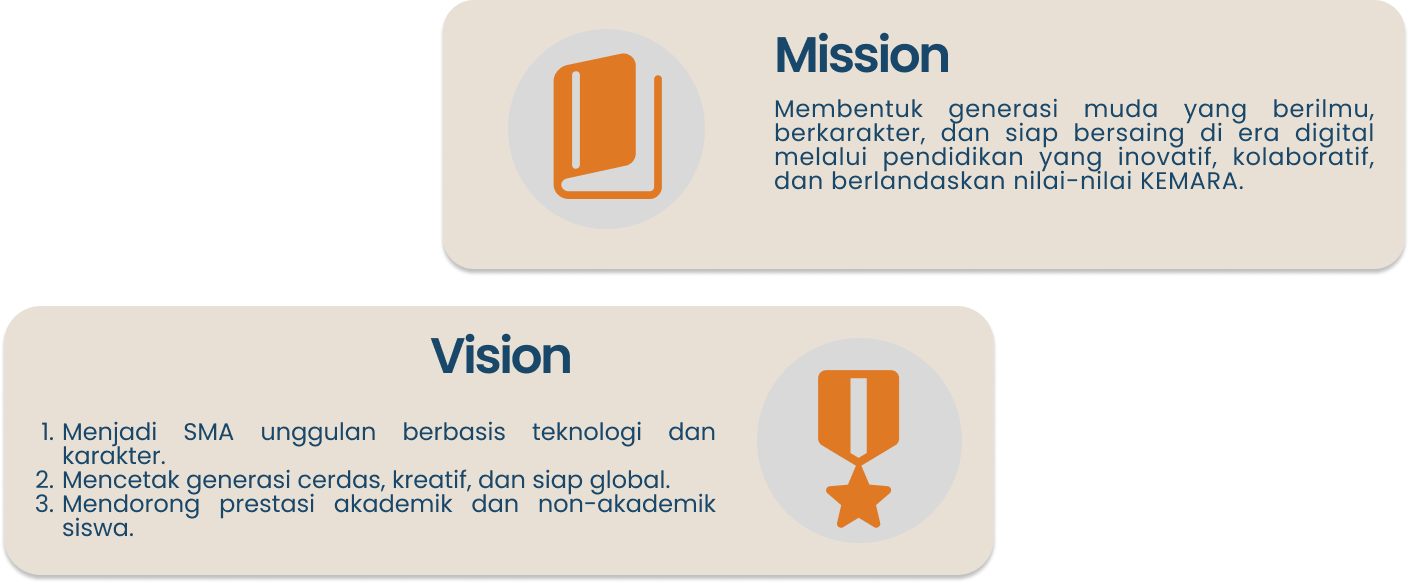 Mission
Membentuk generasi muda yang berilmu,
berkarakter, dan siap bersaing di era digital
melalui pendidikan yang inovatif, kolaboratif,
dan berlandaskan nilai-nilai KEMARA.
Vision
1. Menjadi SMA unggulan berbasis teknologi dan
karakter.
2. Mencetak generasi cerdas, kreatif, dan siap global.
3. Mendorong prestasi akademik dan non-akademik
siswa.